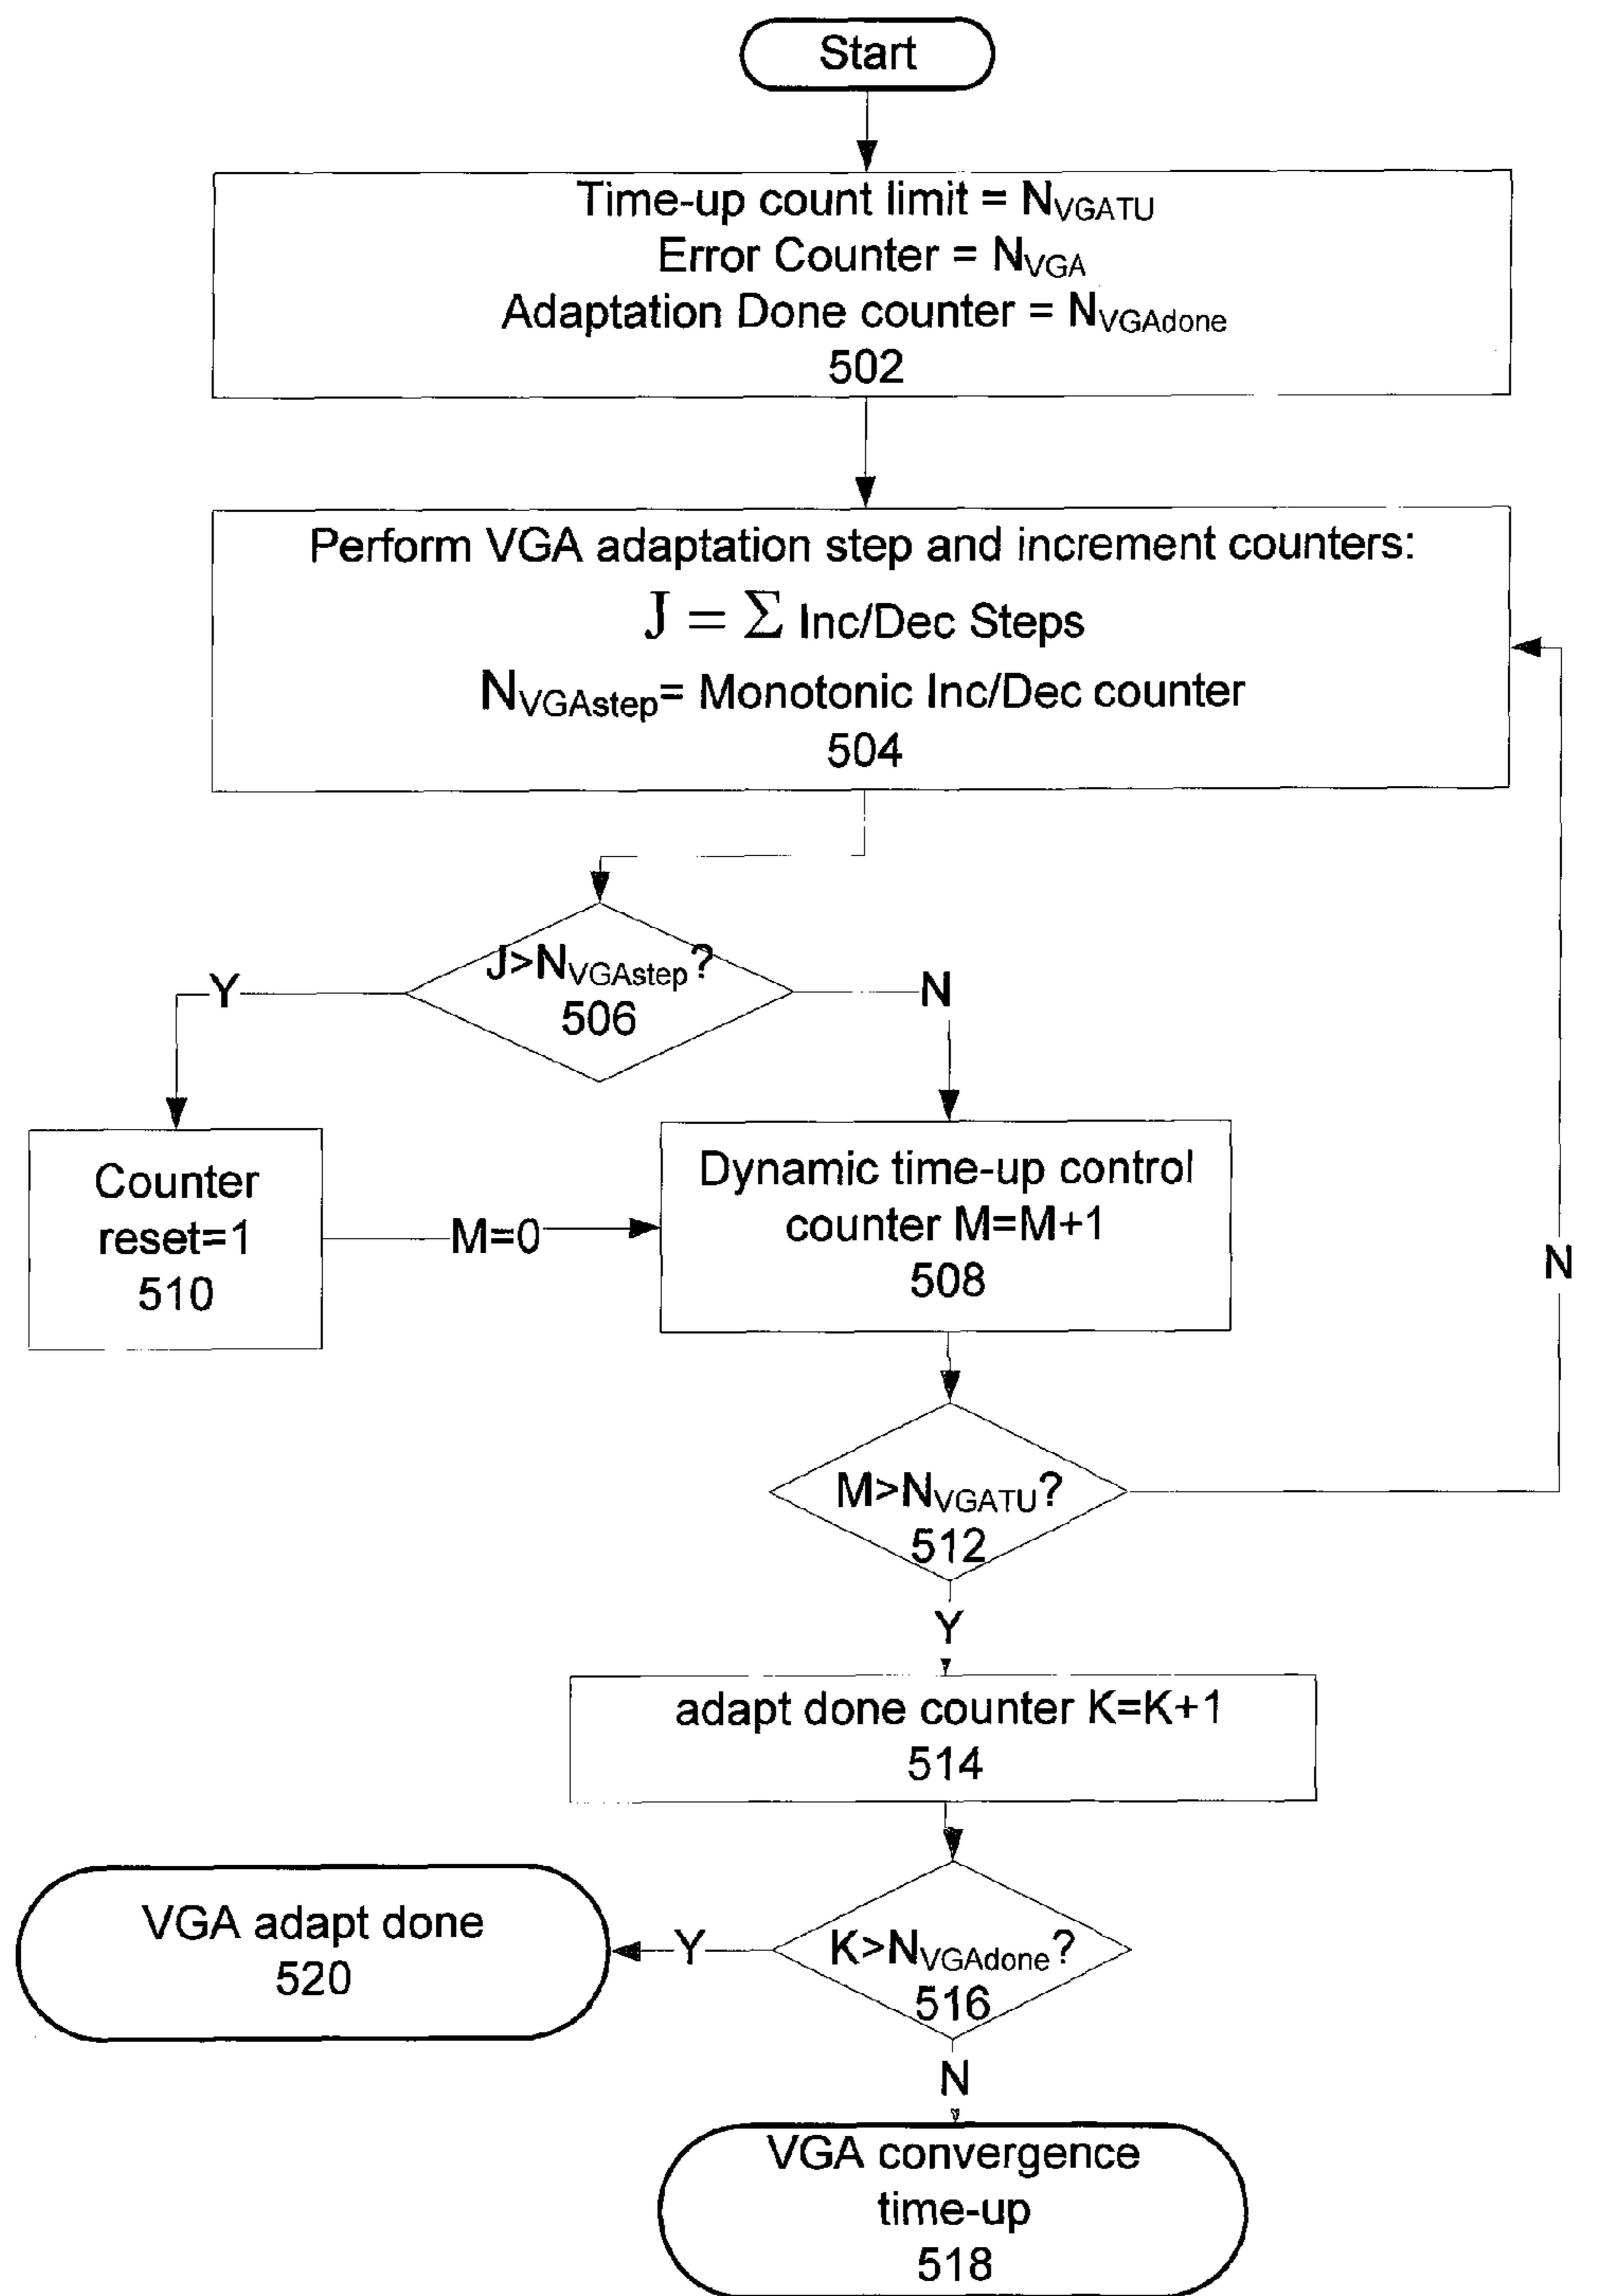 Start
Time-up count limit = N_VGATU
Error Counter = N_VGA
Adaptation Done counter = N_VGAdone
502
Perform VGA adaptation step and increment counters:
J = Σ Inc/Dec Steps
N_VGAstep= Monotonic Inc/Dec counter
504
J>N_VGAstep?
506
Y
N
Counter
reset=1
510
M=0
Dynamic time-up control
counter M=M+1
508
N
M>N_VGATU?
512
Y
adapt done counter K=K+1
514
VGA adapt done
520
Y
K>N_VGAdone?
516
N
VGA convergence
time-up
518